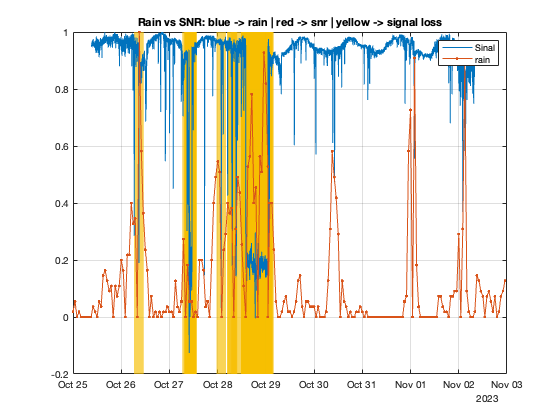 Rain vs SNR: blue -> rain | red -> snr | yellow -> signal loss
Sinal
rain
1
0.8
0.6
0.4
0.2
0
-0.2
Oct 25 Oct 26 Oct 27 Oct 28 Oct 29 Oct 30 Oct 31 Nov 01 Nov 02 Nov 03
2023